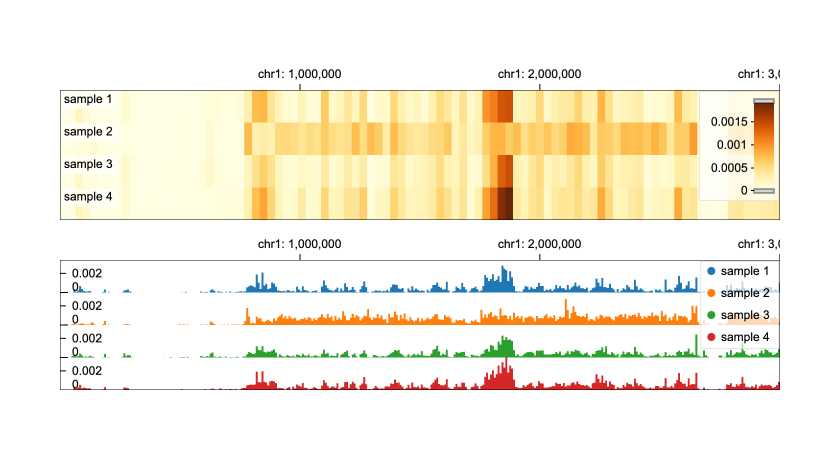 chr1: 1,000,000 chr1: 2,000,000 chr1: 3,0
sample 1
sample 2
sample 3
sample 4
0.0015
0.001
0.0005
0
chr1: 1,000,000 chr1: 2,000,000 chr1: 3,0
0.002
0
0.002
0
0.002
0
0.002
0
sample 1
sample 2
sample 3
sample 4